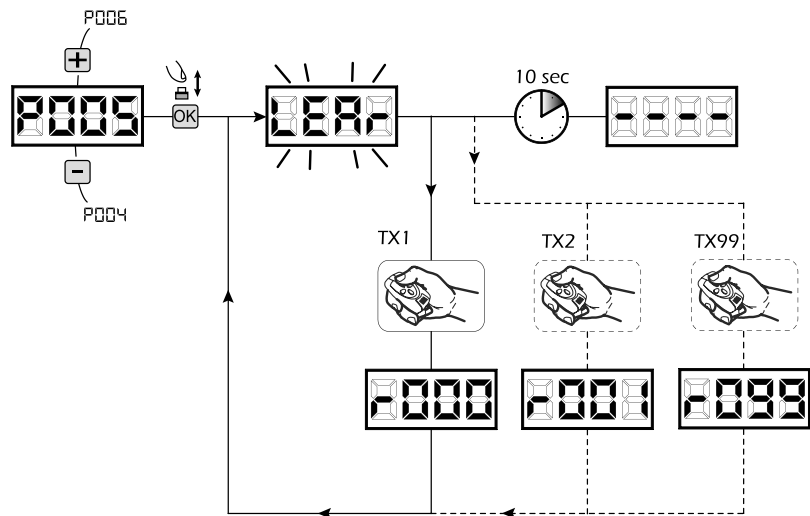 P006
+
P005
OK
LEAr
10 sec
----
-
P004
TX1
TX2
TX99
r000
r001
r099